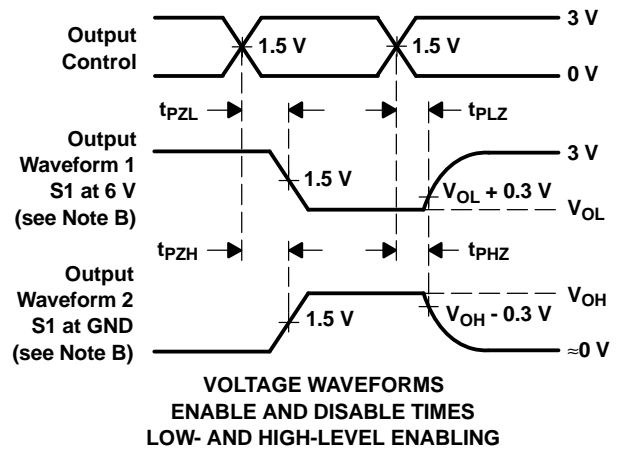 Output
Control
1.5 V
1.5 V
3 V
0 V
tPZL
tPLZ
Output
Waveform 1
S1 at 6 V
(see Note B)
1.5 V
3 V
VOL + 0.3 V
VOL
tPZH
tPHZ
Output
Waveform 2
S1 at GND
(see Note B)
1.5 V
VOH
VOH - 0.3 V
≈0 V
VOLTAGE WAVEFORMS
ENABLE AND DISABLE TIMES
LOW- AND HIGH-LEVEL ENABLING